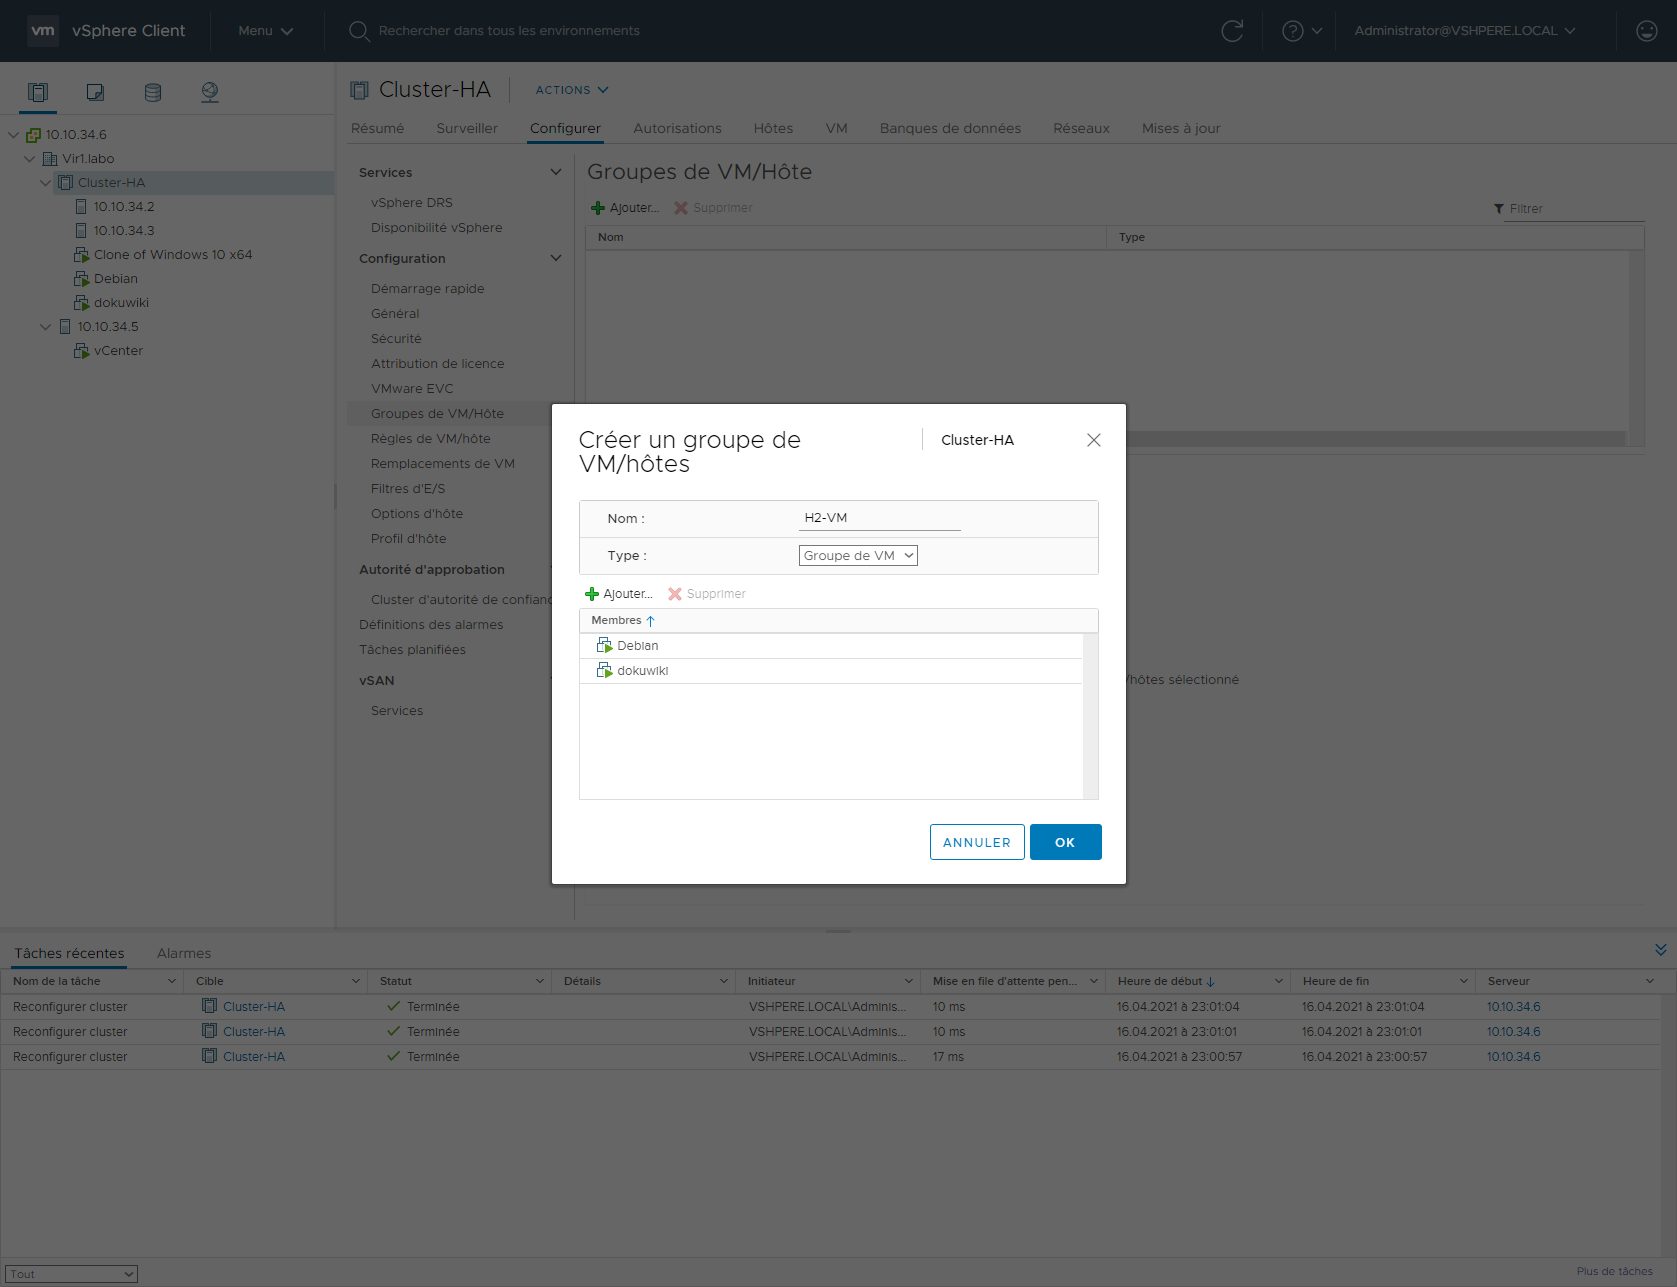 vm vSphere Client Menu Rechercher dans tous les environnements Administrator@VSHPERE.LOCAL
10.10.34.6
Vir1.labo
Cluster-HA
10.10.34.2
10.10.34.3
Clone of Windows 10 x64
Debian
dokuwiki
10.10.34.5
vCenter
Cluster-HA ACTIONS
Résumé Surveiller Configurer Autorisations Hôtes VM Banques de données Réseaux Mises à jour
Services
vSphere DRS
Disponibilité vSphere
Configuration
Démarrage rapide
Général
Sécurité
Attribution de licence
VMware EVC
Groupes de VM/Hôte
Règles de VM/hôte
Remplacements de VM
Filtres d'E/S
Options d'hôte
Profil d'hôte
Autorité d'approbation
Cluster d'autorité de confianc
Définitions des alarmes
Tâches planifiées
vSAN
Services
Groupes de VM/Hôte
Ajouter... Supprimer Filtrer
Nom Type
/hôtes sélectionné
Créer un groupe de
VM/hôtes
Cluster-HA
Nom : H2-VM
Type : Groupe de VM
Ajouter... Supprimer
Membres
Debian
dokuwiki
ANNULER OK
Tâches récentes Alarmes
Nom de la tâche Cible Statut Détails Initiateur Mise en file d'attente pen... Heure de début Heure de fin Serveur
Reconfigurer cluster Cluster-HA Terminée VSHPERE.LOCAL\Adminis... 10 ms 16.04.2021 à 23:01:04 16.04.2021 à 23:01:04 10.10.34.6
Reconfigurer cluster Cluster-HA Terminée VSHPERE.LOCAL\Adminis... 10 ms 16.04.2021 à 23:01:01 16.04.2021 à 23:01:01 10.10.34.6
Reconfigurer cluster Cluster-HA Terminée VSHPERE.LOCAL\Adminis... 17 ms 16.04.2021 à 23:00:57 16.04.2021 à 23:00:57 10.10.34.6
Tout Plus de tâches